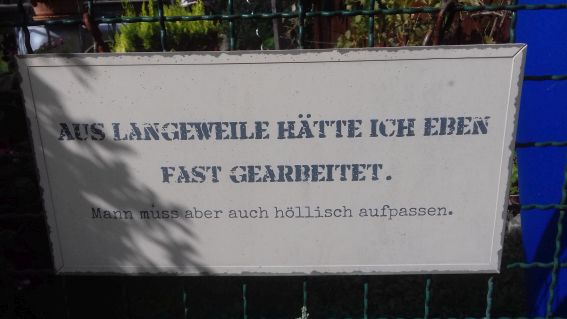 AUS LANGEWEILE HÄTTE ICH EBEN
FAST GEARBEITET.
Mann muss aber auch höllisch aufpassen.